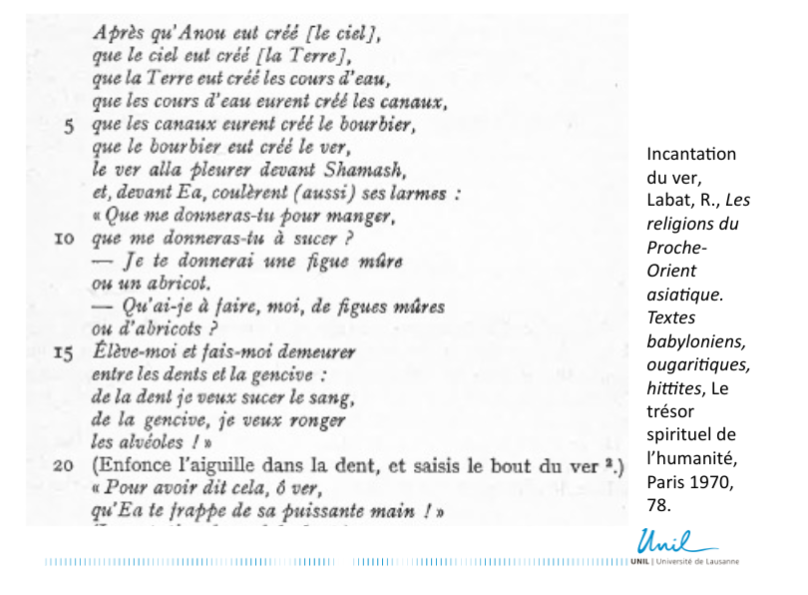 Après qu'Anou eut créé [le ciel],
que le ciel eut créé [la Terre],
que la Terre eut créé les cours d'eau,
que les cours d'eau eurent créé les canaux,
5 que les canaux eurent créé le bourbier,
que le bourbier eut créé le ver,
le ver alla pleurer devant Shamash,
et, devant Ea, coulèrent (aussi) ses larmes :
« Que me donneras-tu pour manger,
10 que me donneras-tu à sucer ?
— Je te donnerai une figue mûre
ou un abricot.
— Qu'ai-je à faire, moi, de figues mûres
ou d'abricots ?
15 Élève-moi et fais-moi demeurer
entre les dents et la gencive :
de la dent je veux sucer le sang,
de la gencive, je veux ronger
les alvéoles ! »
20 (Enfonce l'aiguille dans la dent, et saisis le bout du ver ².)
« Pour avoir dit cela, ô ver,
qu'Ea te frappe de sa puissante main ! »
Incantation
du ver,
Labat, R., Les
religions du
Proche-
Orient
asiatique.
Textes
babyloniens,
ougaritiques,
hittites, Le
trésor
spirituel de
l'humanité,
Paris 1970,
78.
Unil
UNIL | Université de Lausanne